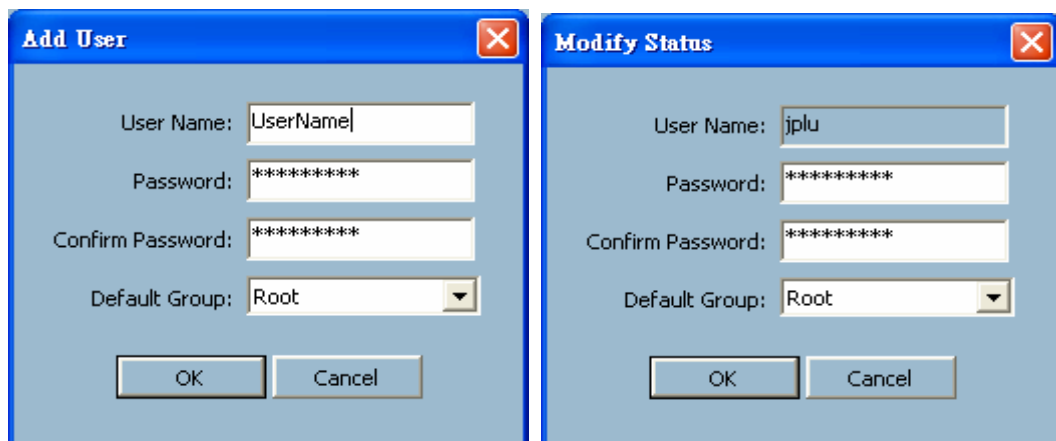 Add User
User Name: UserName
Password: *********
Confirm Password: *********
Default Group: Root
OK Cancel
Modify Status
User Name: jplu
Password: *********
Confirm Password: *********
Default Group: Root
OK Cancel